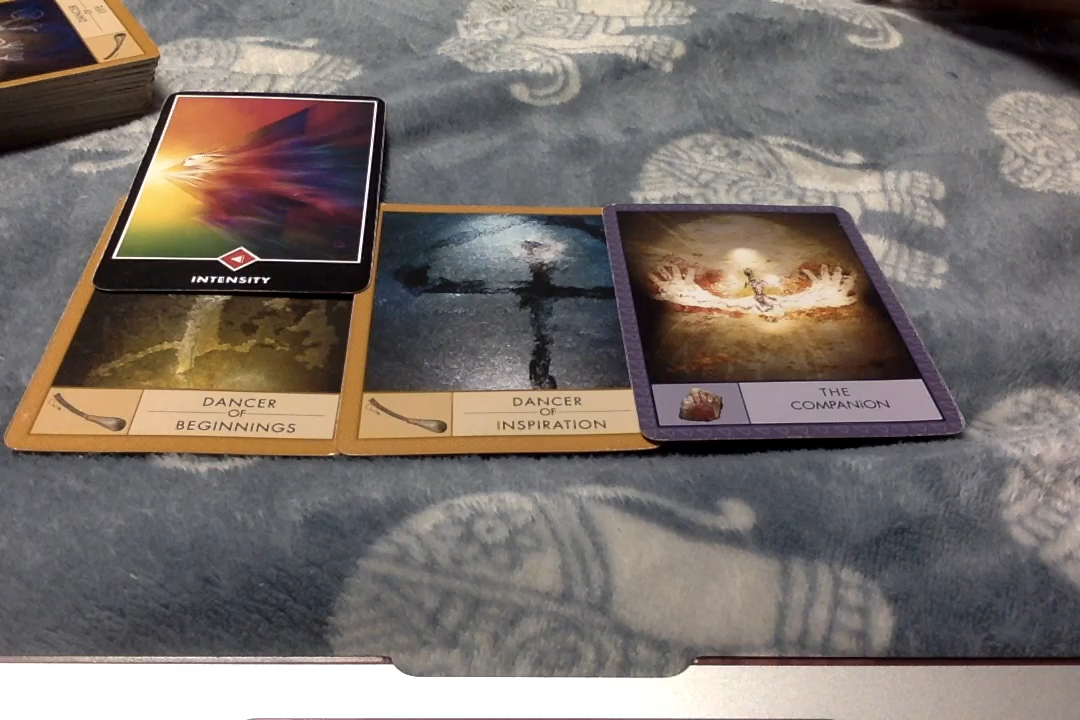 INTENSITY
DANCER
OF
BEGINNINGS
DANCER
OF
INSPIRATION
THE
COMPANiON